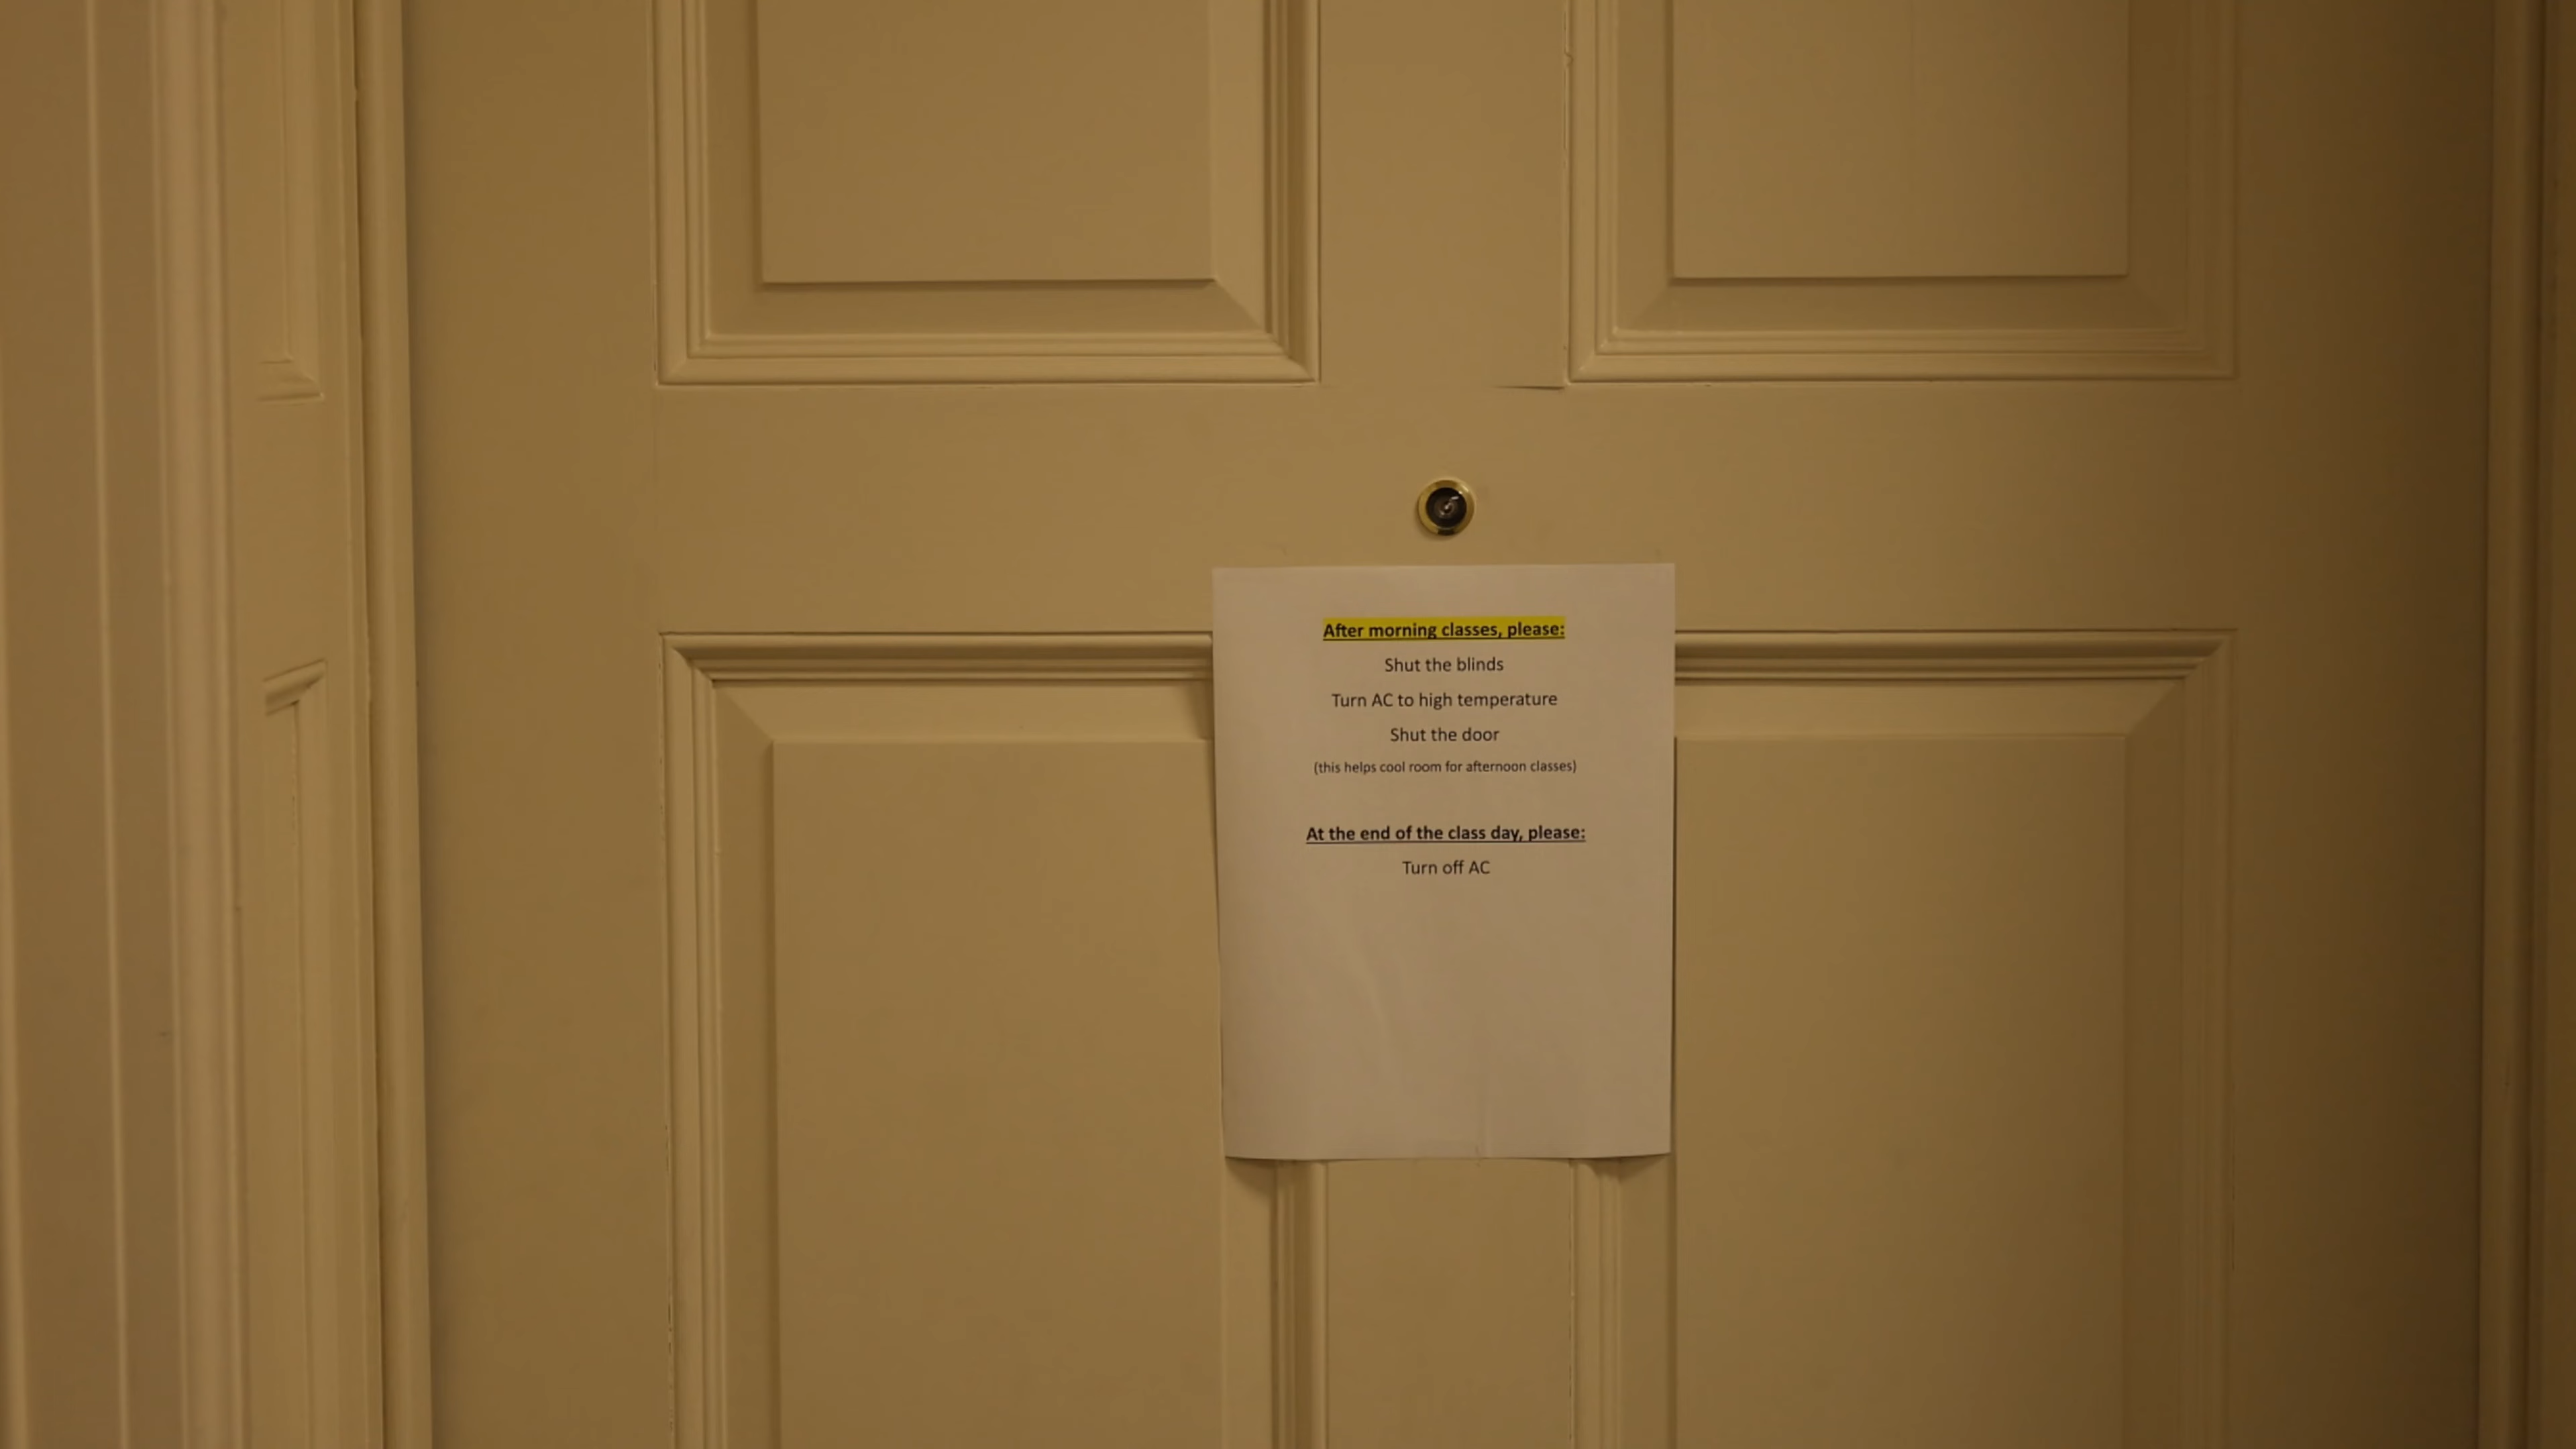 After morning classes, please:
Shut the blinds
Turn AC to high temperature
Shut the door
(this helps cool room for afternoon classes)
At the end of the class day, please:
Turn off AC